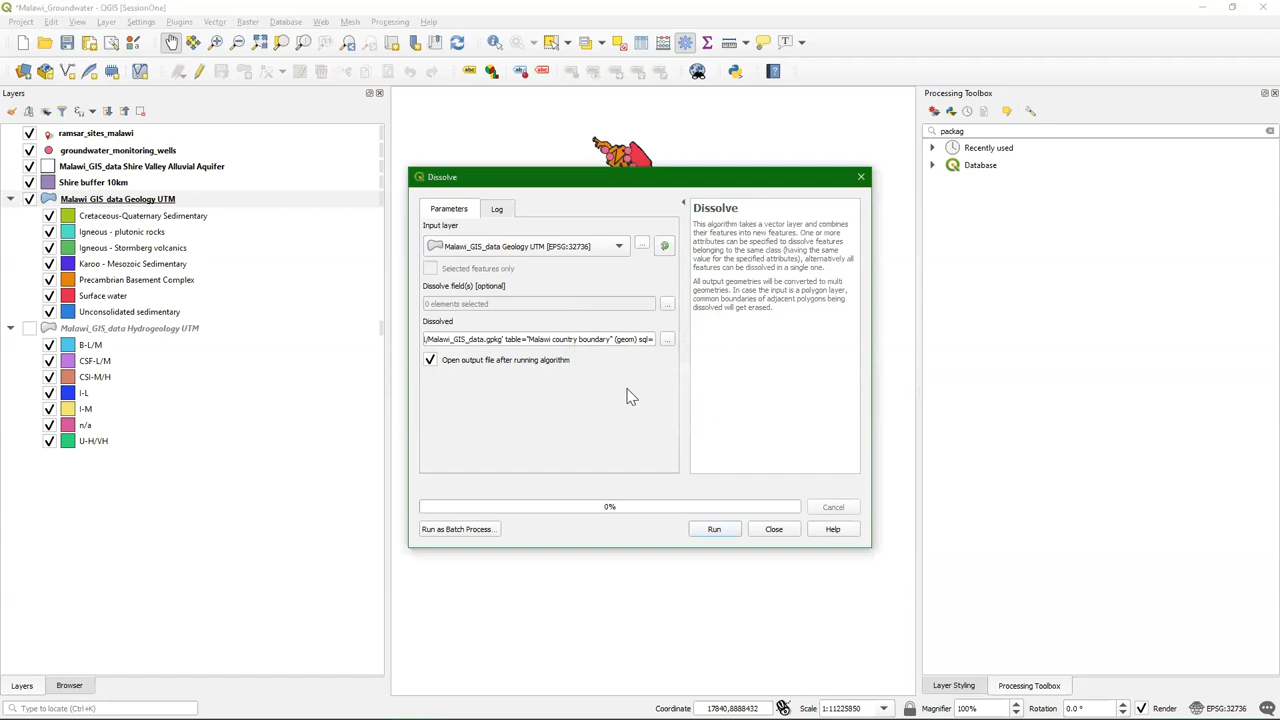 *Malawi_Groundwater - QGIS [SessionOne]
Project Edit View Layer Settings Plugins Vector Raster Database Web Mesh Processing Help
Layers
ramsar_sites_malawi
groundwater_monitoring_wells
Malawi_GIS_data Shire Valley Alluvial Aquifer
Shire buffer 10km
Malawi_GIS_data Geology UTM
Cretaceous-Quaternary Sedimentary
Igneous - plutonic rocks
Igneous - Stormberg volcanics
Karoo - Mesozoic Sedimentary
Precambrian Basement Complex
Surface water
Unconsolidated sedimentary
Malawi_GIS_data Hydrogeology UTM
B-L/M
CSF-L/M
CSI-M/H
I-L
I-M
n/a
U-H/VH
Layers Browser
Dissolve
Parameters Log
Input layer
Malawi_GIS_data Geology UTM [EPSG:32736]
...
Selected features only
Dissolve field(s) [optional]
0 elements selected
...
Dissolved
l/Malawi_GIS_data.gpkg' table="Malawi country boundary" (geom) sql=
...
Open output file after running algorithm
Dissolve
This algorithm takes a vector layer and combines
their features into new features. One or more
attributes can be specified to dissolve features
belonging to the same class (having the same
value for the specified attributes), alternatively all
features can be dissolved in a single one.
All output geometries will be converted to multi
geometries. In case the input is a polygon layer,
common boundaries of adjacent polygons being
dissolved will get erased.
0%
Cancel
Run as Batch Process...
Run
Close
Help
Processing Toolbox
packag
Recently used
Database
Layer Styling Processing Toolbox
Type to locate (Ctrl+K)
Coordinate 17840,8888432
Scale 1:11225850
Magnifier 100%
Rotation 0.0 °
Render
EPSG:32736